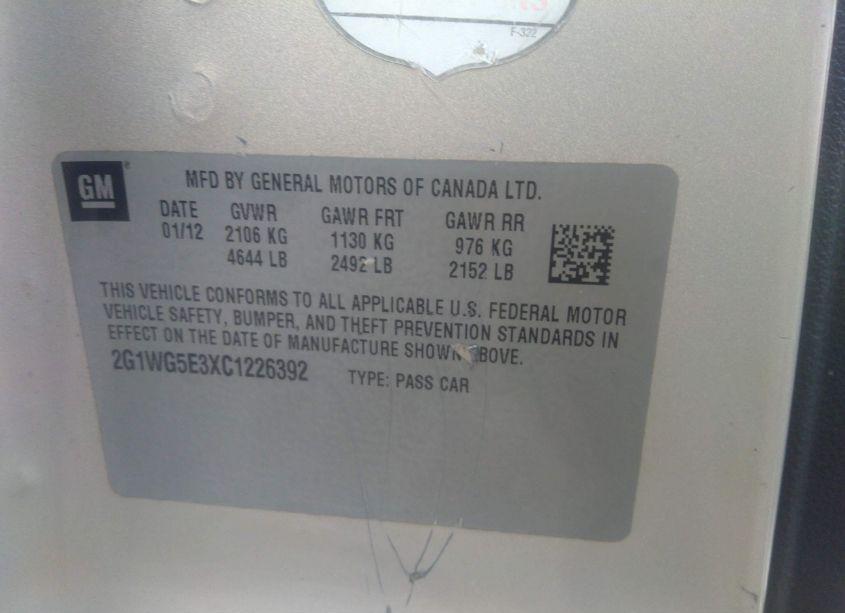 F-322
GM
MFD BY GENERAL MOTORS OF CANADA LTD.
DATE GVWR GAWR FRT GAWR RR
01/12 2106 KG 1130 KG 976 KG
4644 LB 2492 LB 2152 LB
THIS VEHICLE CONFORMS TO ALL APPLICABLE U.S. FEDERAL MOTOR
VEHICLE SAFETY, BUMPER, AND THEFT PREVENTION STANDARDS IN
EFFECT ON THE DATE OF MANUFACTURE SHOWN ABOVE.
2G1WG5E3XC1226392 TYPE: PASS CAR